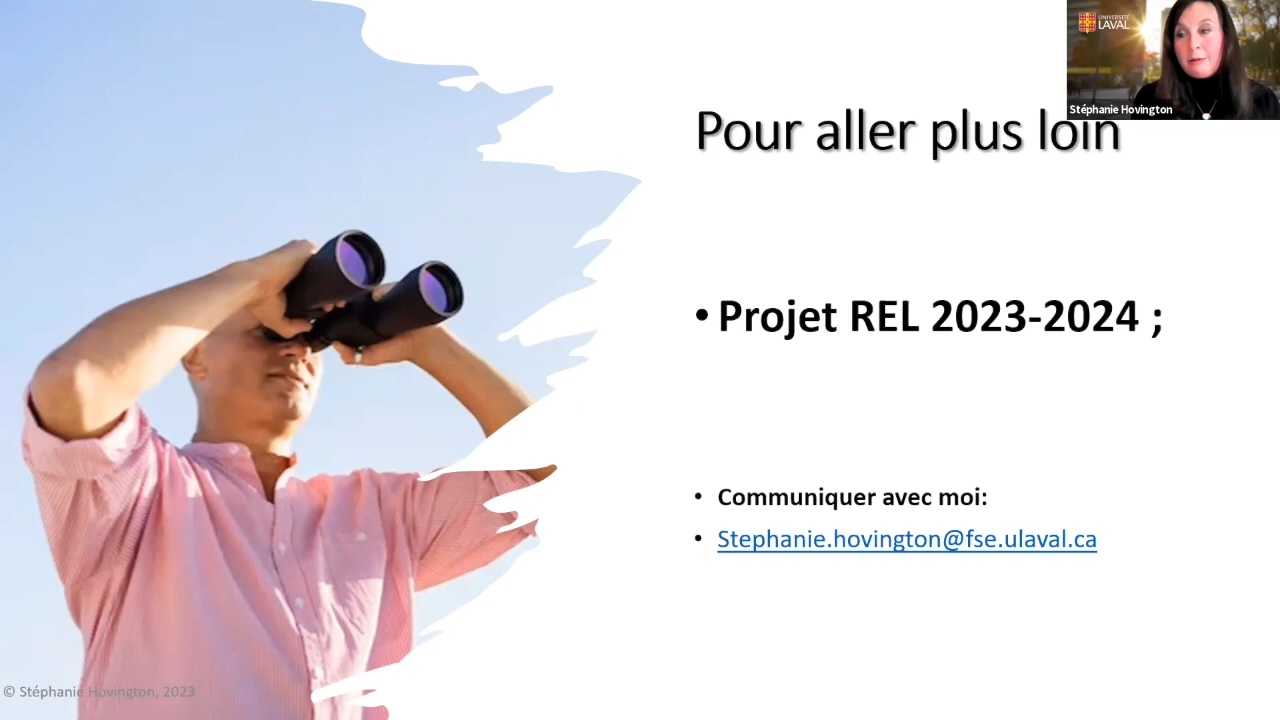 UNIVERSITÉ
LAVAL
Stéphanie Hovington
Pour aller plus loin
• Projet REL 2023-2024 ;
• Communiquer avec moi:
• Stephanie.hovington@fse.ulaval.ca
© Stéphanie Hovington, 2023